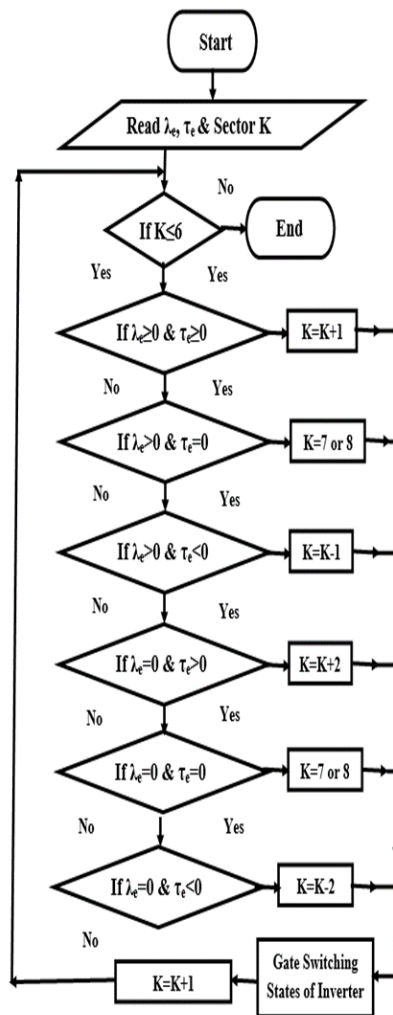 Start
Read λe, τe & Sector K
No
If K≤6
End
Yes
Yes
If λe≥0 & τe≥0
K=K+1
No
Yes
If λe>0 & τe=0
K=7 or 8
No
Yes
If λe>0 & τe<0
K=K-1
No
Yes
If λe=0 & τe>0
K=K+2
No
Yes
If λe=0 & τe=0
K=7 or 8
No
Yes
If λe=0 & τe<0
K=K-2
No
K=K+1
Gate Switching
States of Inverter